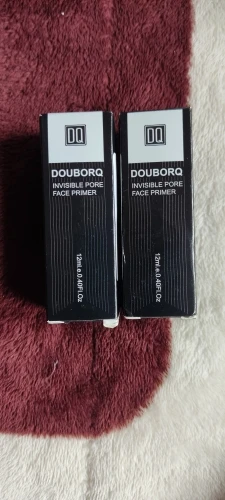 DQ
DOUBORQ
INVISIBLE PORE
FACE PRIMER
12ml.e.0.40Fl.Oz
DQ
DOUBORQ
INVISIBLE PORE
FACE PRIMER
12ml.e.0.40Fl.Oz